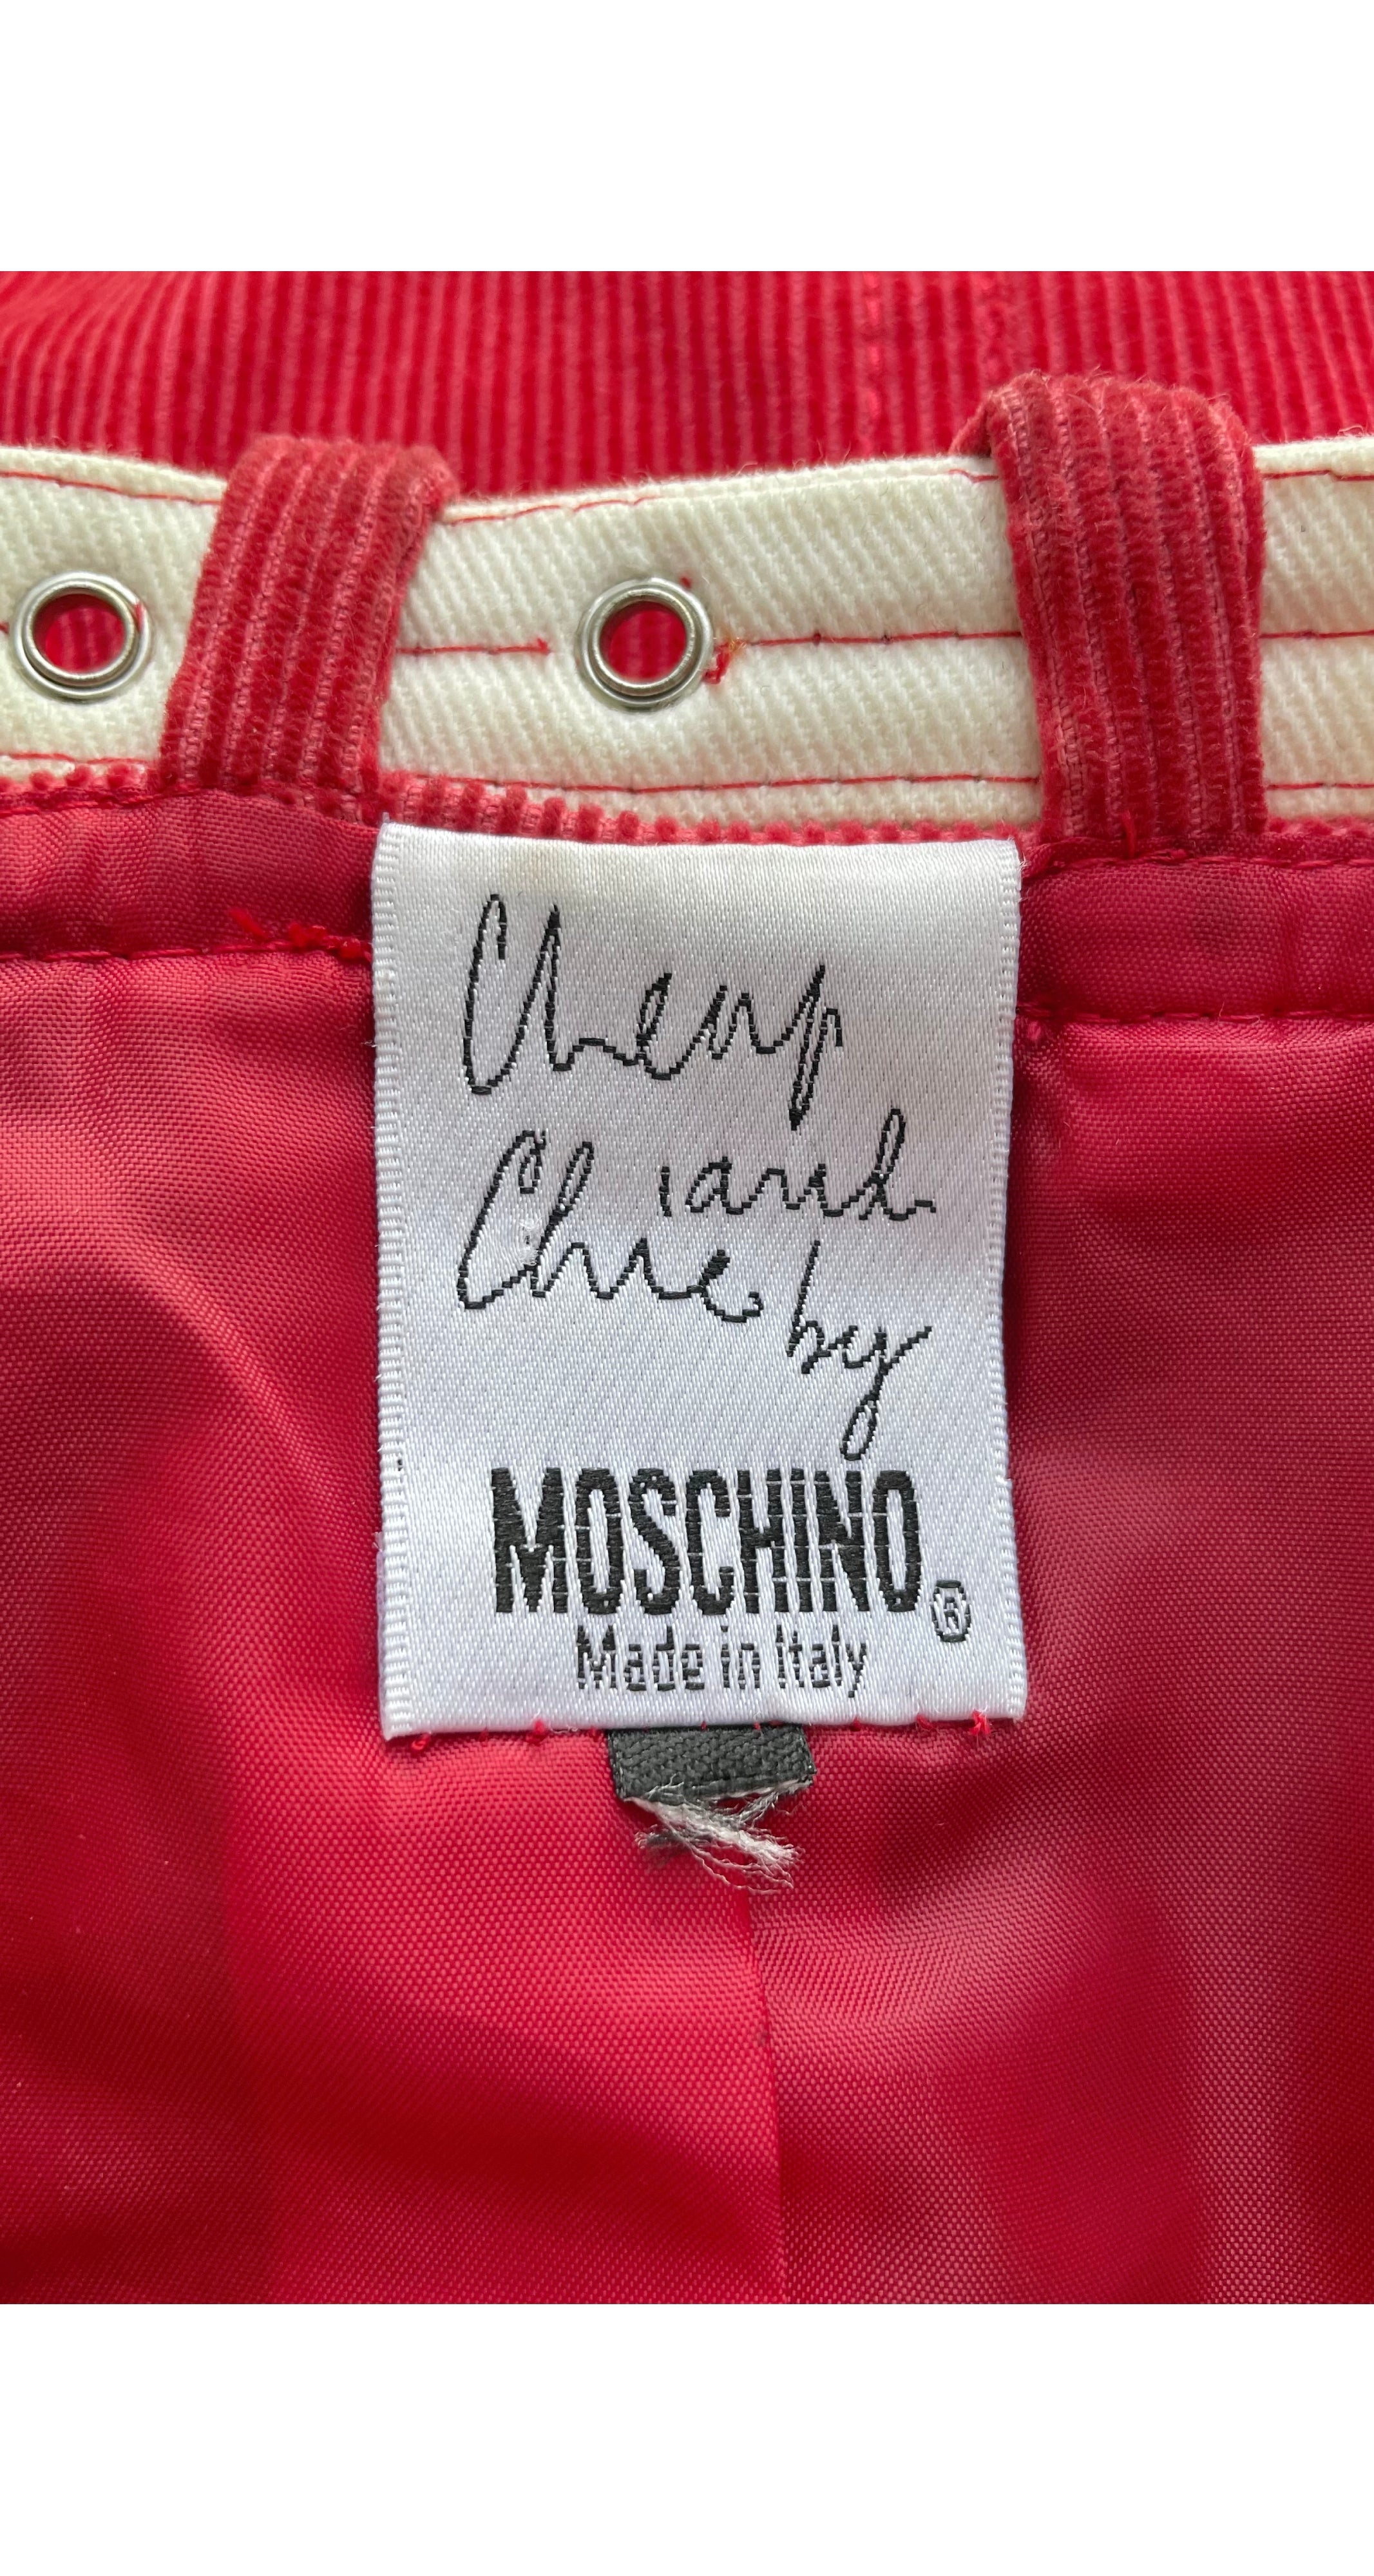 Cheap
and
Chic by
MOSCHINO®
Made in Italy